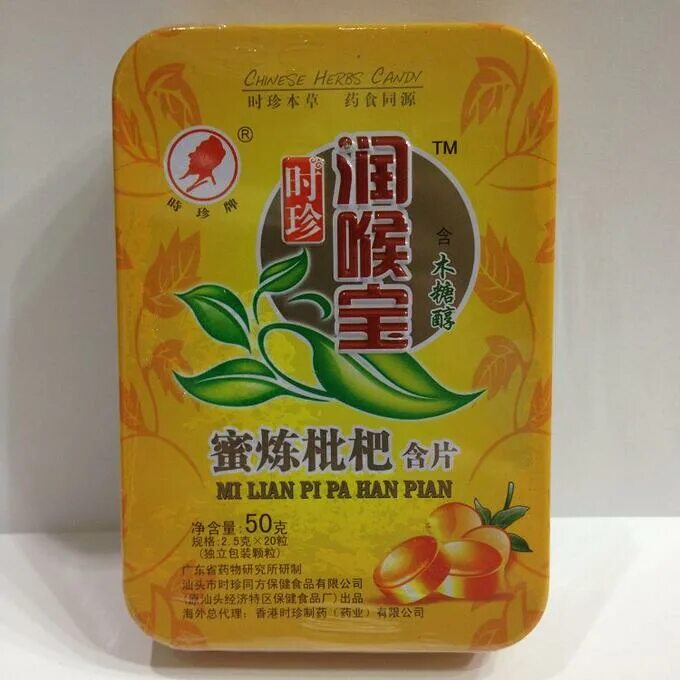 CHINESE HERBS CANDY
时珍本草 药食同源
®
時珍牌
时珍
润喉宝
TM
含
木糖醇
蜜炼枇杷 含片
MI LIAN PI PA HAN PIAN
净含量:50克
规格:2.5克×20粒
(独立包装颗粒)
广东省药物研究所研制
汕头市时珍同方保健食品有限公司
(原汕头经济特区保健食品厂)出品
海外总代理:香港时珍制药(药业)有限公司